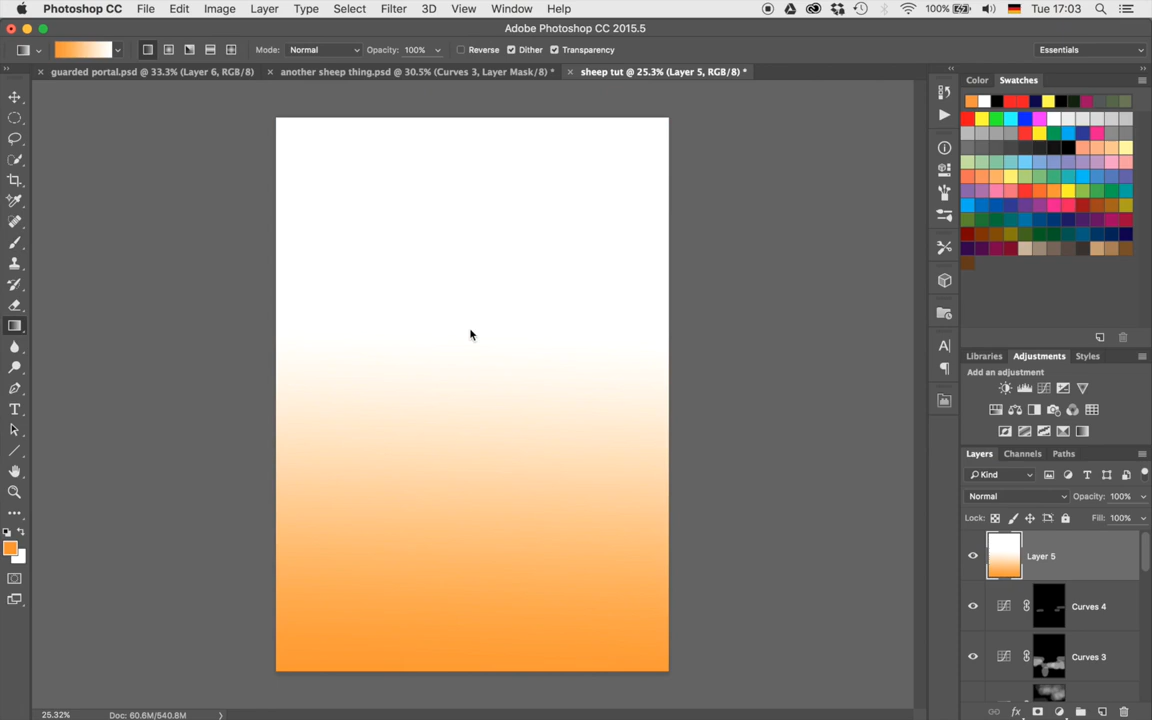 Photoshop CC File Edit Image Layer Type Select Filter 3D View Window Help 100% Tue 17:03
Adobe Photoshop CC 2015.5
Mode: Normal Opacity: 100% Reverse Dither Transparency Essentials
guarded portal.psd @ 33.3% (Layer 6, RGB/8) another sheep thing.psd @ 30.5% (Curves 3, Layer Mask/8) * sheep tut @ 25.3% (Layer 5, RGB/8) *
Color Swatches
Libraries Adjustments Styles
Add an adjustment
Layers Channels Paths
Kind
Normal Opacity: 100%
Lock: Fill: 100%
Layer 5
Curves 4
Curves 3
25.32% Doc: 60.6M/540.8M